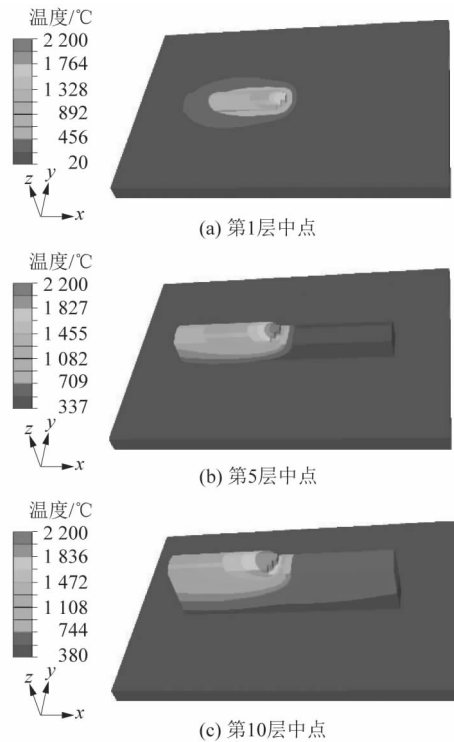 温度/℃
2 200
1 764
1 328
892
456
20
z
y
x
(a) 第1层中点
温度/℃
2 200
1 827
1 455
1 082
709
337
z
y
x
(b) 第5层中点
温度/℃
2 200
1 836
1 472
1 108
744
380
z
y
x
(c) 第10层中点